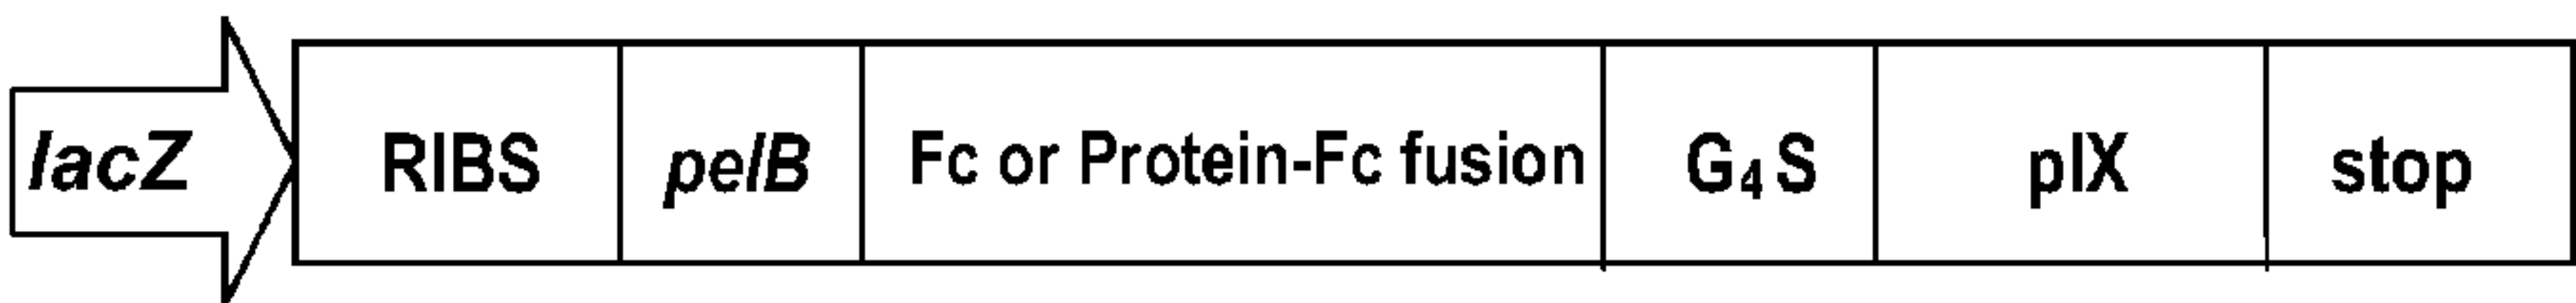 lacZ RIBS pelB Fc or Protein-Fc fusion G₄S pIX stop